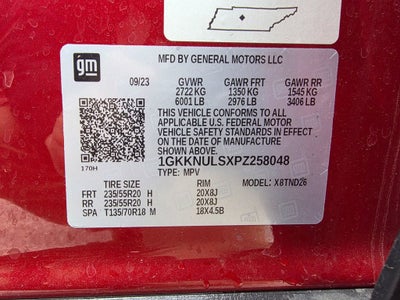 gm
MFD BY GENERAL MOTORS LLC
09/23 GVWR GAWR FRT GAWR RR
2722 KG 1350 KG 1545 KG
6001 LB 2976 LB 3406 LB
THIS VEHICLE CONFORMS TO ALL
APPLICABLE U.S. FEDERAL MOTOR
VEHICLE SAFETY STANDARDS IN EFFECT
ON THE DATE OF MANUFACTURE
SHOWN ABOVE.
1GKKNULSXPZ258048
170H
TYPE: MPV
TIRE SIZE RIM MODEL: X8TND26
FRT 235/55R20 H 20X8J
RR 235/55R20 H 20X8J
SPA T135/70R18 M 18X4.5B